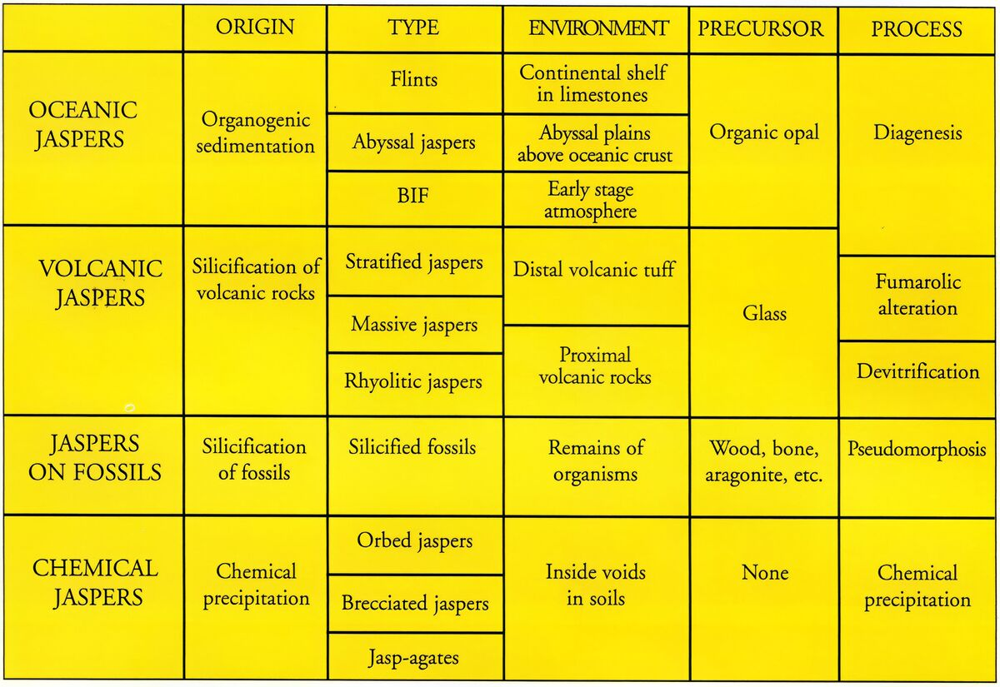 ORIGIN TYPE ENVIRONMENT PRECURSOR PROCESS
OCEANIC
JASPERS
Organogenic
sedimentation
Flints
Continental shelf
in limestones
Abyssal jaspers
Abyssal plains
above oceanic crust
BIF
Early stage
atmosphere
Organic opal
Diagenesis
VOLCANIC
JASPERS
Silicification of
volcanic rocks
Stratified jaspers
Massive jaspers
Rhyolitic jaspers
Distal volcanic tuff
Proximal
volcanic rocks
Glass
Fumarolic
alteration
Devitrification
JASPERS
ON FOSSILS
Silicification
of fossils
Silicified fossils
Remains of
organisms
Wood, bone,
aragonite, etc.
Pseudomorphosis
CHEMICAL
JASPERS
Chemical
precipitation
Orbed jaspers
Brecciated jaspers
Jasp-agates
Inside voids
in soils
None
Chemical
precipitation